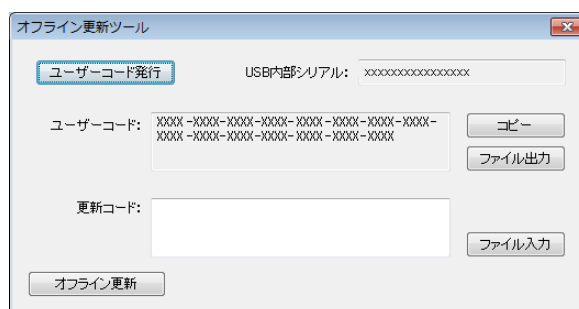 オフライン更新ツール
ユーザーコード発行 USB内部シリアル: xxxxxxxxxxxxxxxx
ユーザーコード: XXXX-XXXX-XXXX-XXXX-XXXX-XXXX-XXXX-XXXX-
XXXX-XXXX-XXXX-XXXX-XXXX-XXXX-XXXX
コピー
ファイル出力
更新コード:
ファイル入力
オフライン更新